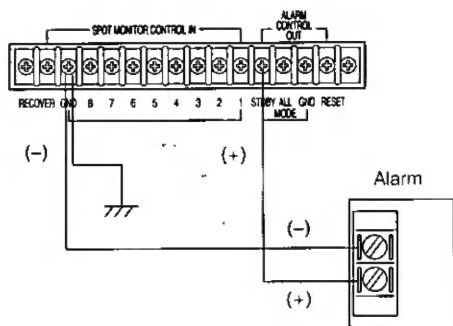 SPOT MONITOR CONTROL IN
ALARM
CONTROL
OUT
RECOVER GND 8 7 6 5 4 3 2 1 STDBY ALL GND RESET
MODE
(-)
(+)
Alarm
(-)
(+)